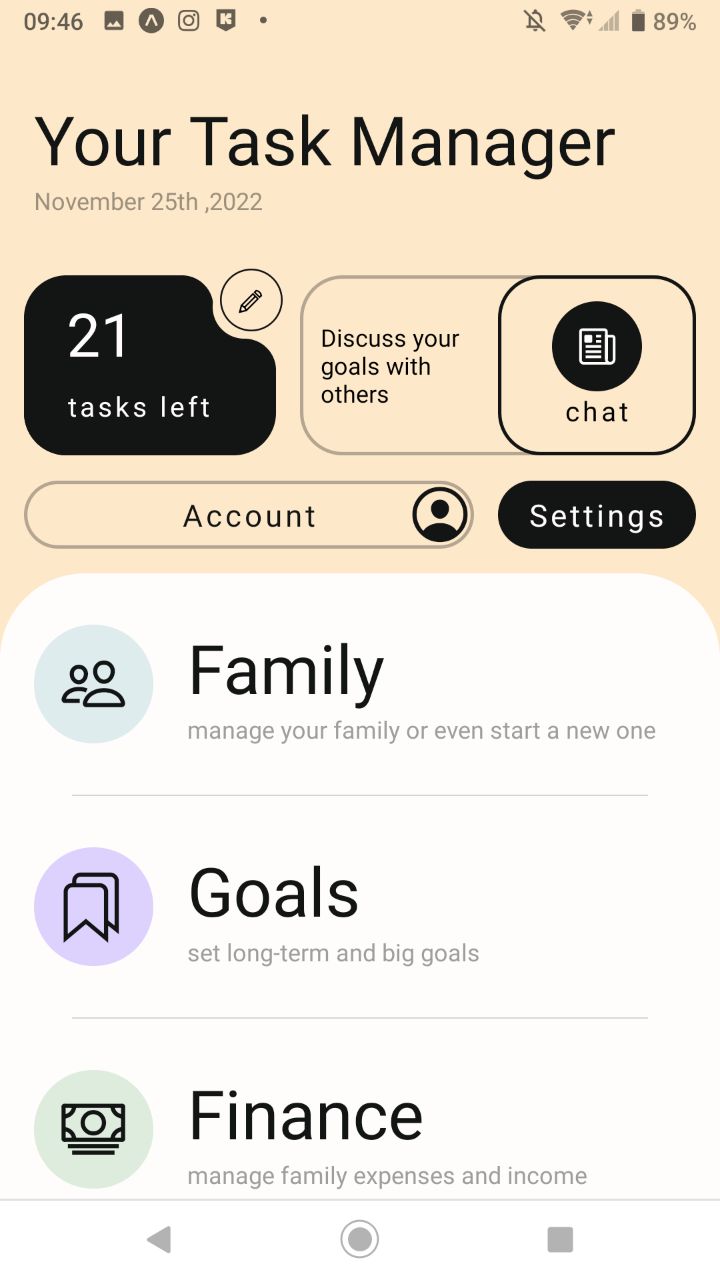 09:46
89%
Your Task Manager
November 25th ,2022
21
tasks left
Discuss your
goals with
others
chat
Account
Settings
Family
manage your family or even start a new one
Goals
set long-term and big goals
Finance
manage family expenses and income